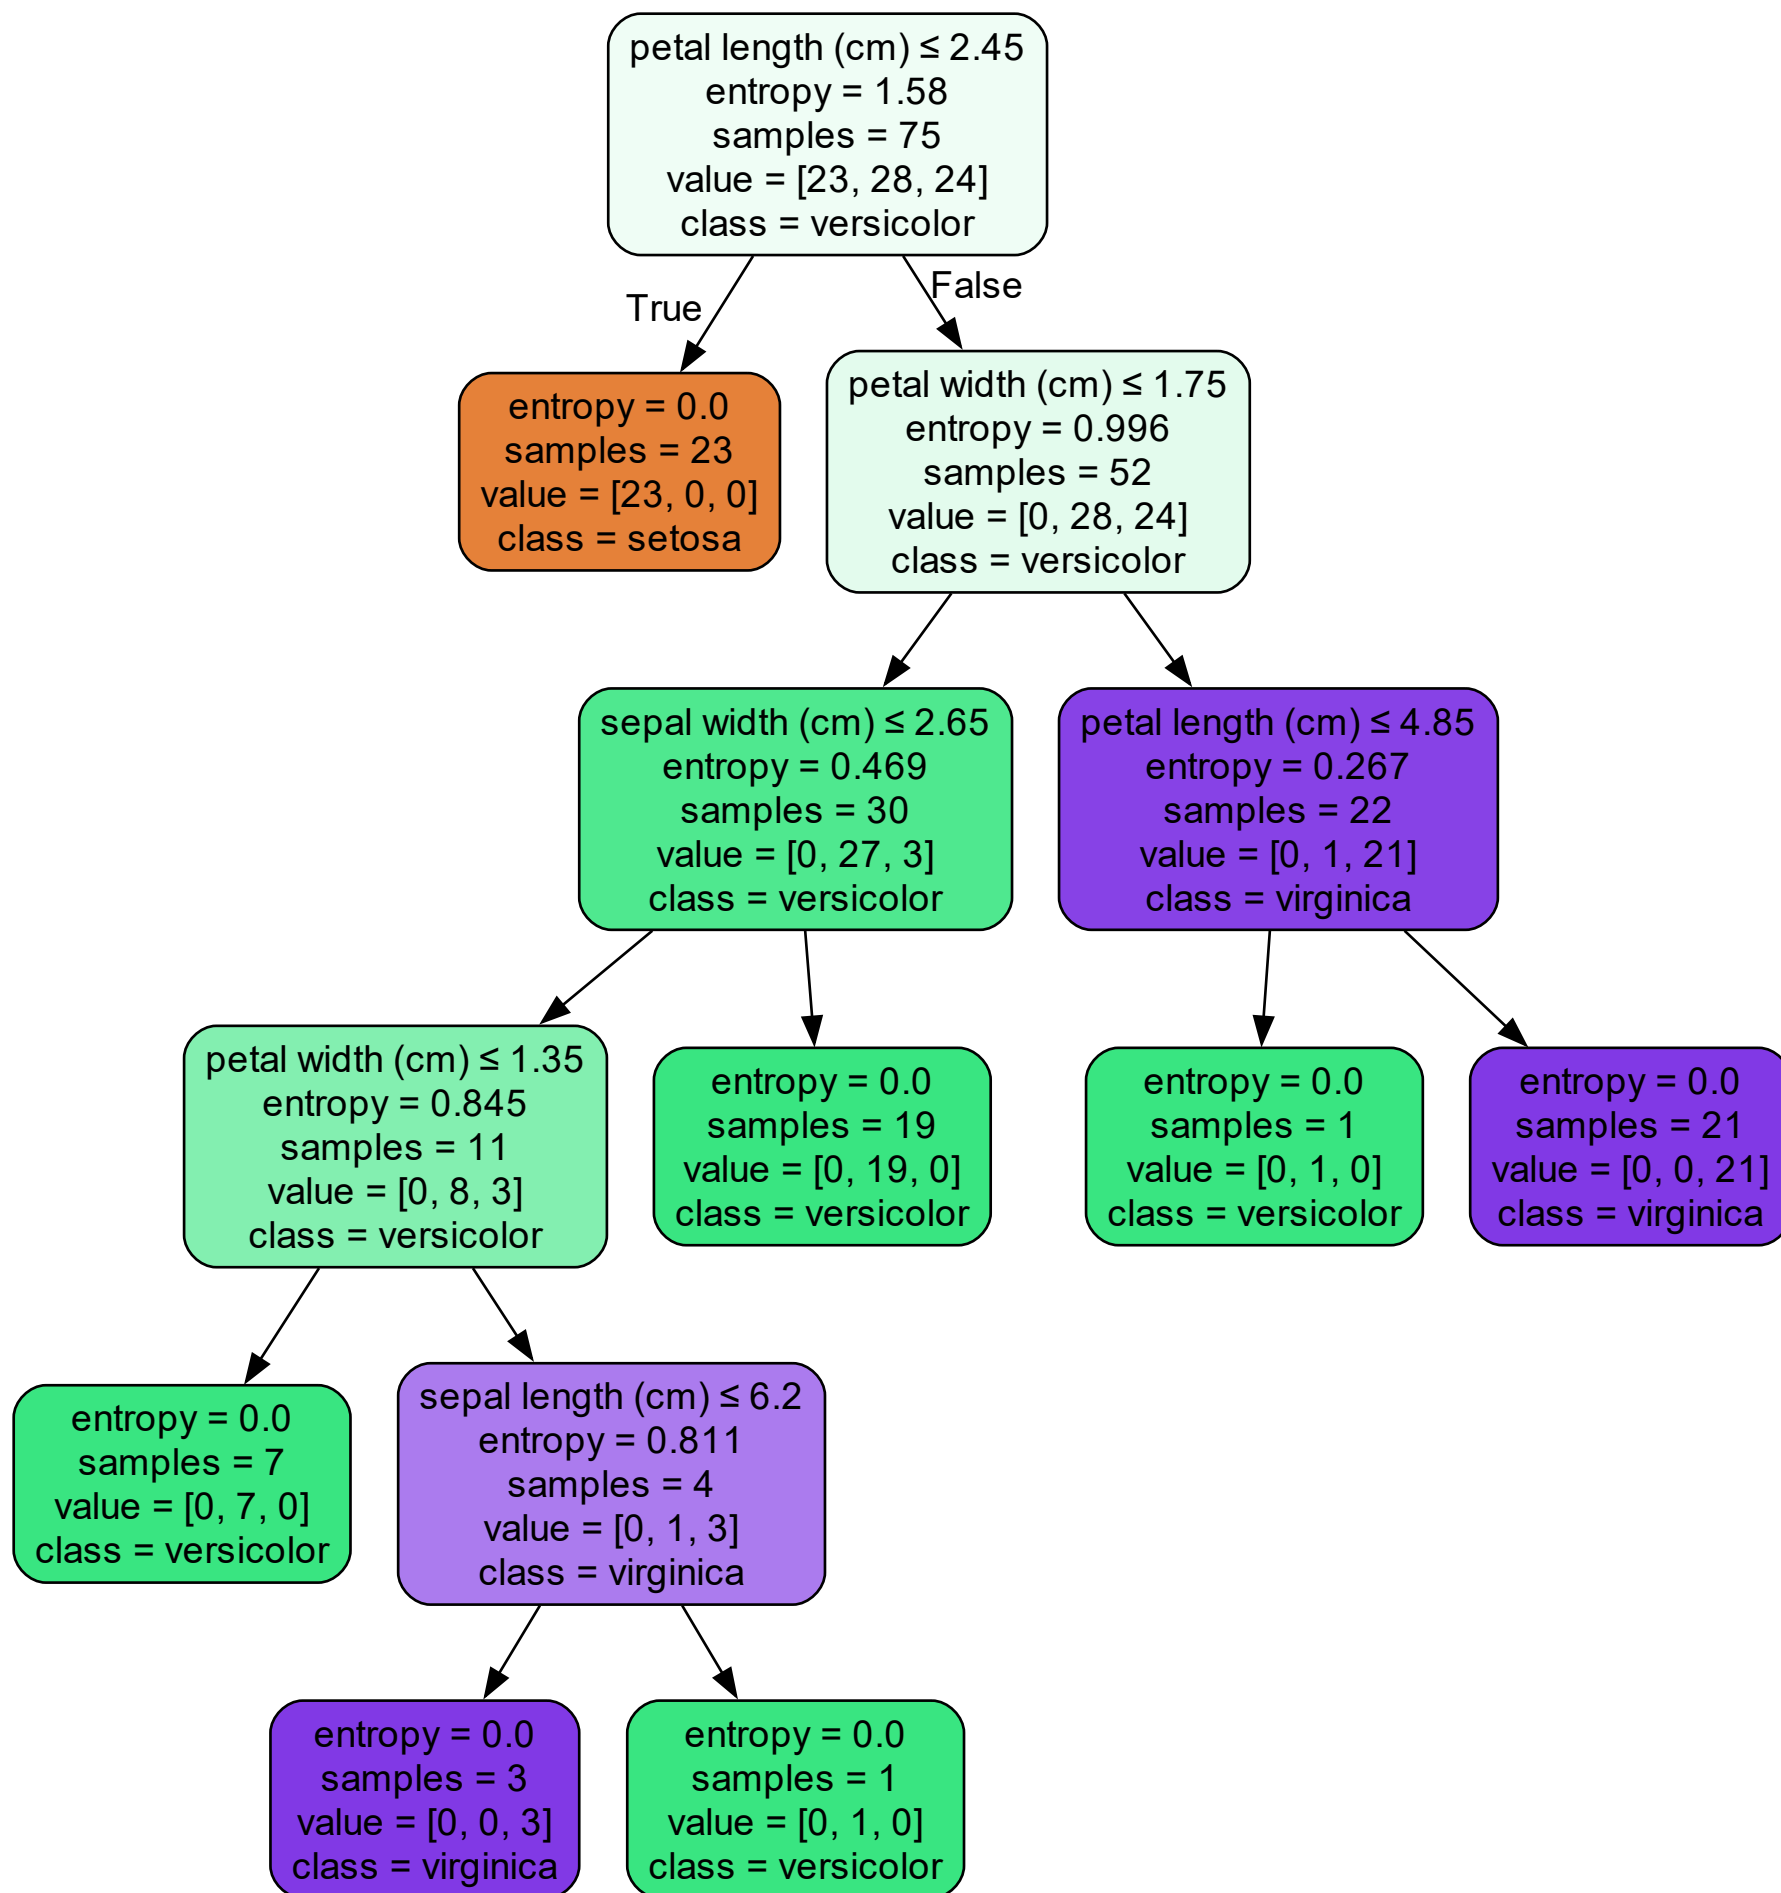 petal length (cm) ≤ 2.45
entropy = 1.58
samples = 75
value = [23, 28, 24]
class = versicolor
True
False
entropy = 0.0
samples = 23
value = [23, 0, 0]
class = setosa
petal width (cm) ≤ 1.75
entropy = 0.996
samples = 52
value = [0, 28, 24]
class = versicolor
sepal width (cm) ≤ 2.65
entropy = 0.469
samples = 30
value = [0, 27, 3]
class = versicolor
petal length (cm) ≤ 4.85
entropy = 0.267
samples = 22
value = [0, 1, 21]
class = virginica
petal width (cm) ≤ 1.35
entropy = 0.845
samples = 11
value = [0, 8, 3]
class = versicolor
entropy = 0.0
samples = 19
value = [0, 19, 0]
class = versicolor
entropy = 0.0
samples = 1
value = [0, 1, 0]
class = versicolor
entropy = 0.0
samples = 21
value = [0, 0, 21]
class = virginica
entropy = 0.0
samples = 7
value = [0, 7, 0]
class = versicolor
sepal length (cm) ≤ 6.2
entropy = 0.811
samples = 4
value = [0, 1, 3]
class = virginica
entropy = 0.0
samples = 3
value = [0, 0, 3]
class = virginica
entropy = 0.0
samples = 1
value = [0, 1, 0]
class = versicolor